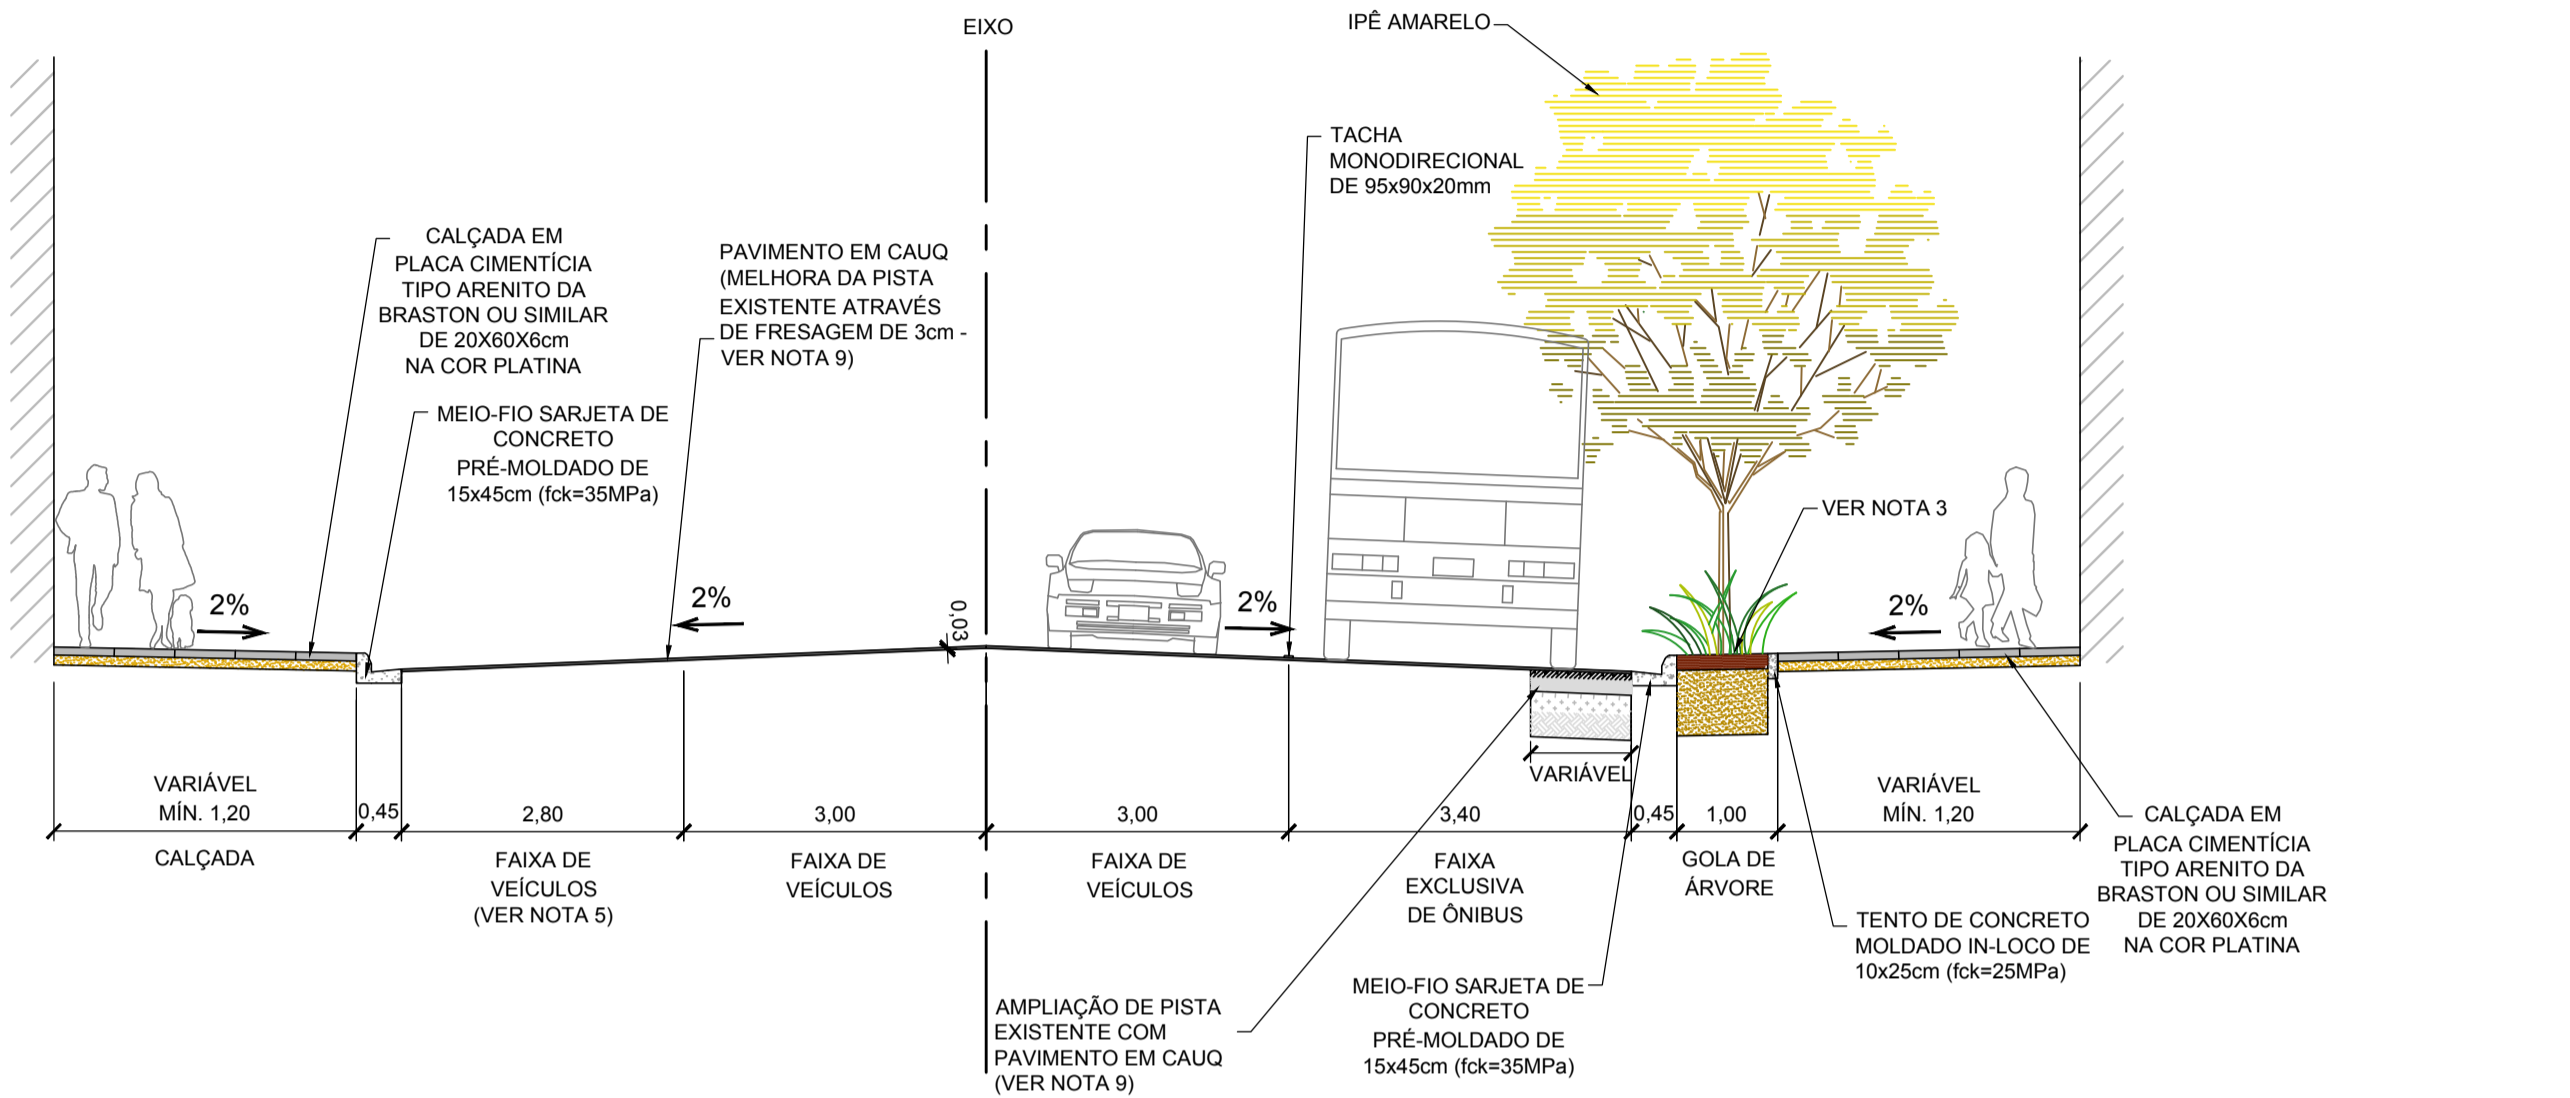 EIXO
IPÊ AMARELO
TACHA
MONODIRECIONAL
DE 95x90x20mm
CALÇADA EM
PLACA CIMENTÍCIA
TIPO ARENITO DA
BRASTON OU SIMILAR
DE 20X60X6cm
NA COR PLATINA
PAVIMENTO EM CAUQ
(MELHORA DA PISTA
EXISTENTE ATRAVÉS
DE FRESAGEM DE 3cm -
VER NOTA 9)
MEIO-FIO SARJETA DE
CONCRETO
PRÉ-MOLDADO DE
15x45cm (fck=35MPa)
VER NOTA 3
2%
2%
0,03
2%
2%
VARIÁVEL
VARIÁVEL
MÍN. 1,20
0,45
2,80
3,00
3,00
3,40
0,45
1,00
VARIÁVEL
MÍN. 1,20
CALÇADA
FAIXA DE
VEÍCULOS
(VER NOTA 5)
FAIXA DE
VEÍCULOS
FAIXA DE
VEÍCULOS
FAIXA
EXCLUSIVA
DE ÔNIBUS
GOLA DE
ÁRVORE
CALÇADA EM
PLACA CIMENTÍCIA
TIPO ARENITO DA
BRASTON OU SIMILAR
DE 20X60X6cm
NA COR PLATINA
TENTO DE CONCRETO
MOLDADO IN-LOCO DE
10x25cm (fck=25MPa)
MEIO-FIO SARJETA DE
CONCRETO
PRÉ-MOLDADO DE
15x45cm (fck=35MPa)
AMPLIAÇÃO DE PISTA
EXISTENTE COM
PAVIMENTO EM CAUQ
(VER NOTA 9)